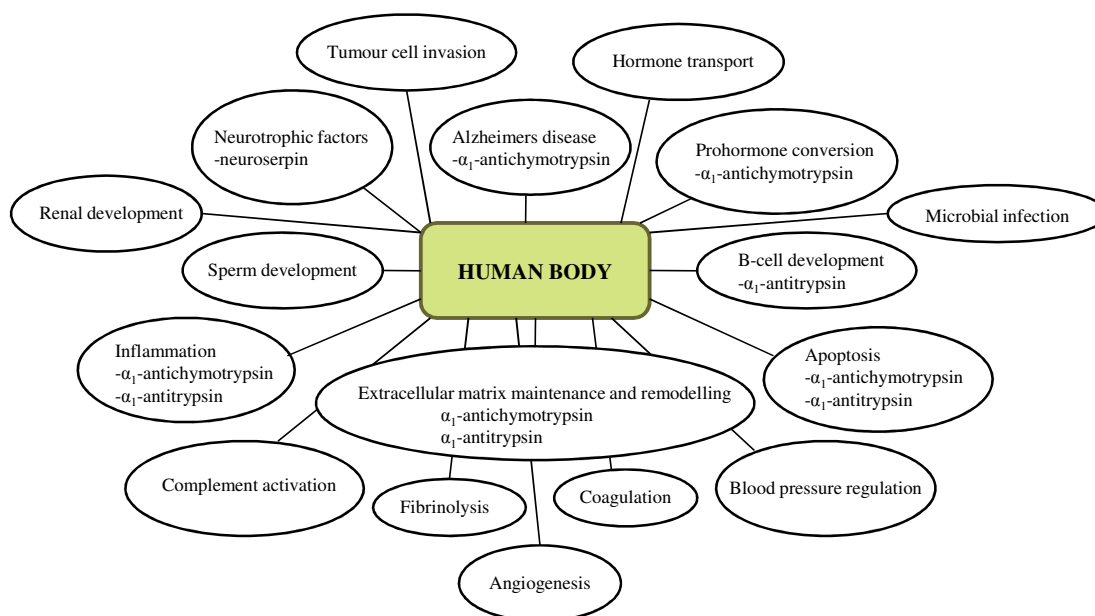 Tumour cell invasion
Hormone transport
Neurotrophic factors
-neuroserpin
Alzheimers disease
-α₁-antichymotrypsin
Prohormone conversion
-α₁-antichymotrypsin
Renal development
Microbial infection
Sperm development
HUMAN BODY
B-cell development
-α₁-antitrypsin
Inflammation
-α₁-antichymotrypsin
-α₁-antitrypsin
Extracellular matrix maintenance and remodelling
α₁-antichymotrypsin
α₁-antitrypsin
Apoptosis
-α₁-antichymotrypsin
-α₁-antitrypsin
Complement activation
Fibrinolysis
Coagulation
Blood pressure regulation
Angiogenesis